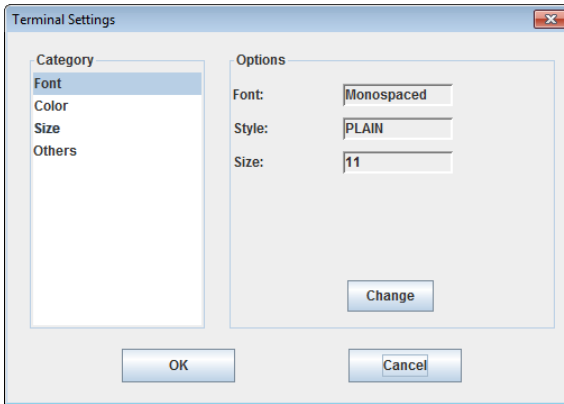 Terminal Settings
Category
Font
Color
Size
Others
Options
Font: Monospaced
Style: PLAIN
Size: 11
Change
OK
Cancel